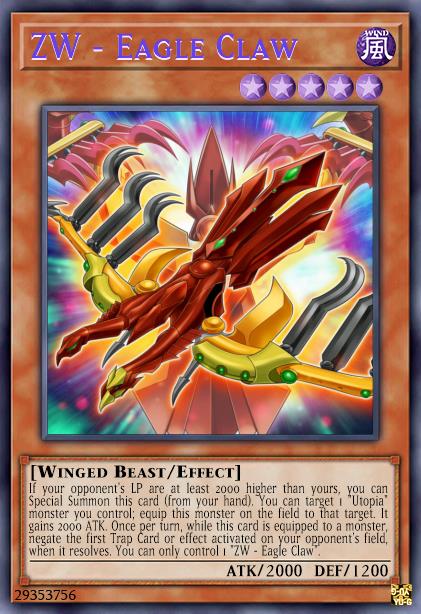 ZW - Eagle Claw
WIND
風
[Winged Beast/Effect]
If your opponent's LP are at least 2000 higher than yours, you can
Special Summon this card (from your hand). You can target 1 "Utopia"
monster you control; equip this monster on the field to that target. It
gains 2000 ATK. Once per turn, while this card is equipped to a monster,
negate the first Trap Card or effect activated on your opponent's field,
when it resolves. You can only control 1 "ZW - Eagle Claw".
ATK/2000 DEF/1200
29353756